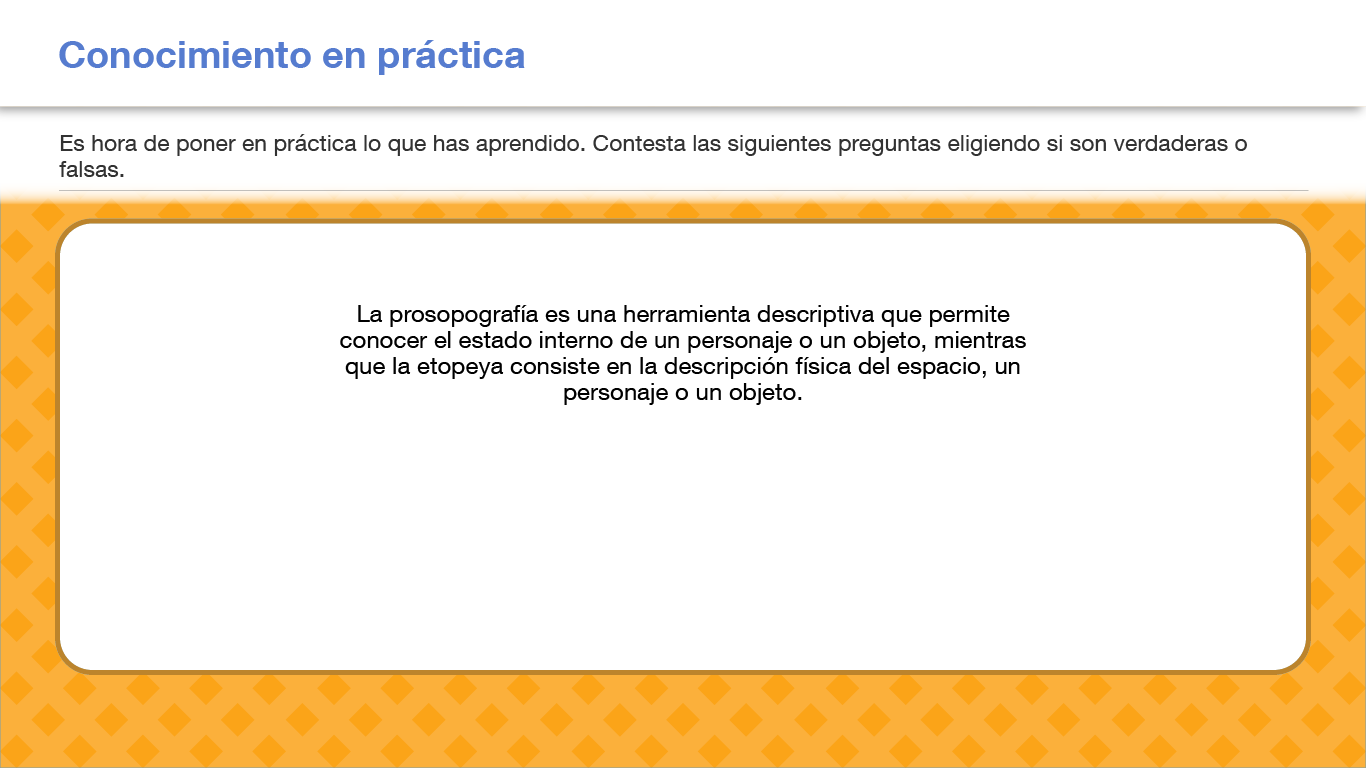 Conocimiento en práctica
Es hora de poner en práctica lo que has aprendido. Contesta las siguientes preguntas eligiendo si son verdaderas o
falsas.
La prosopografía es una herramienta descriptiva que permite
conocer el estado interno de un personaje o un objeto, mientras
que la etopeya consiste en la descripción física del espacio, un
personaje o un objeto.